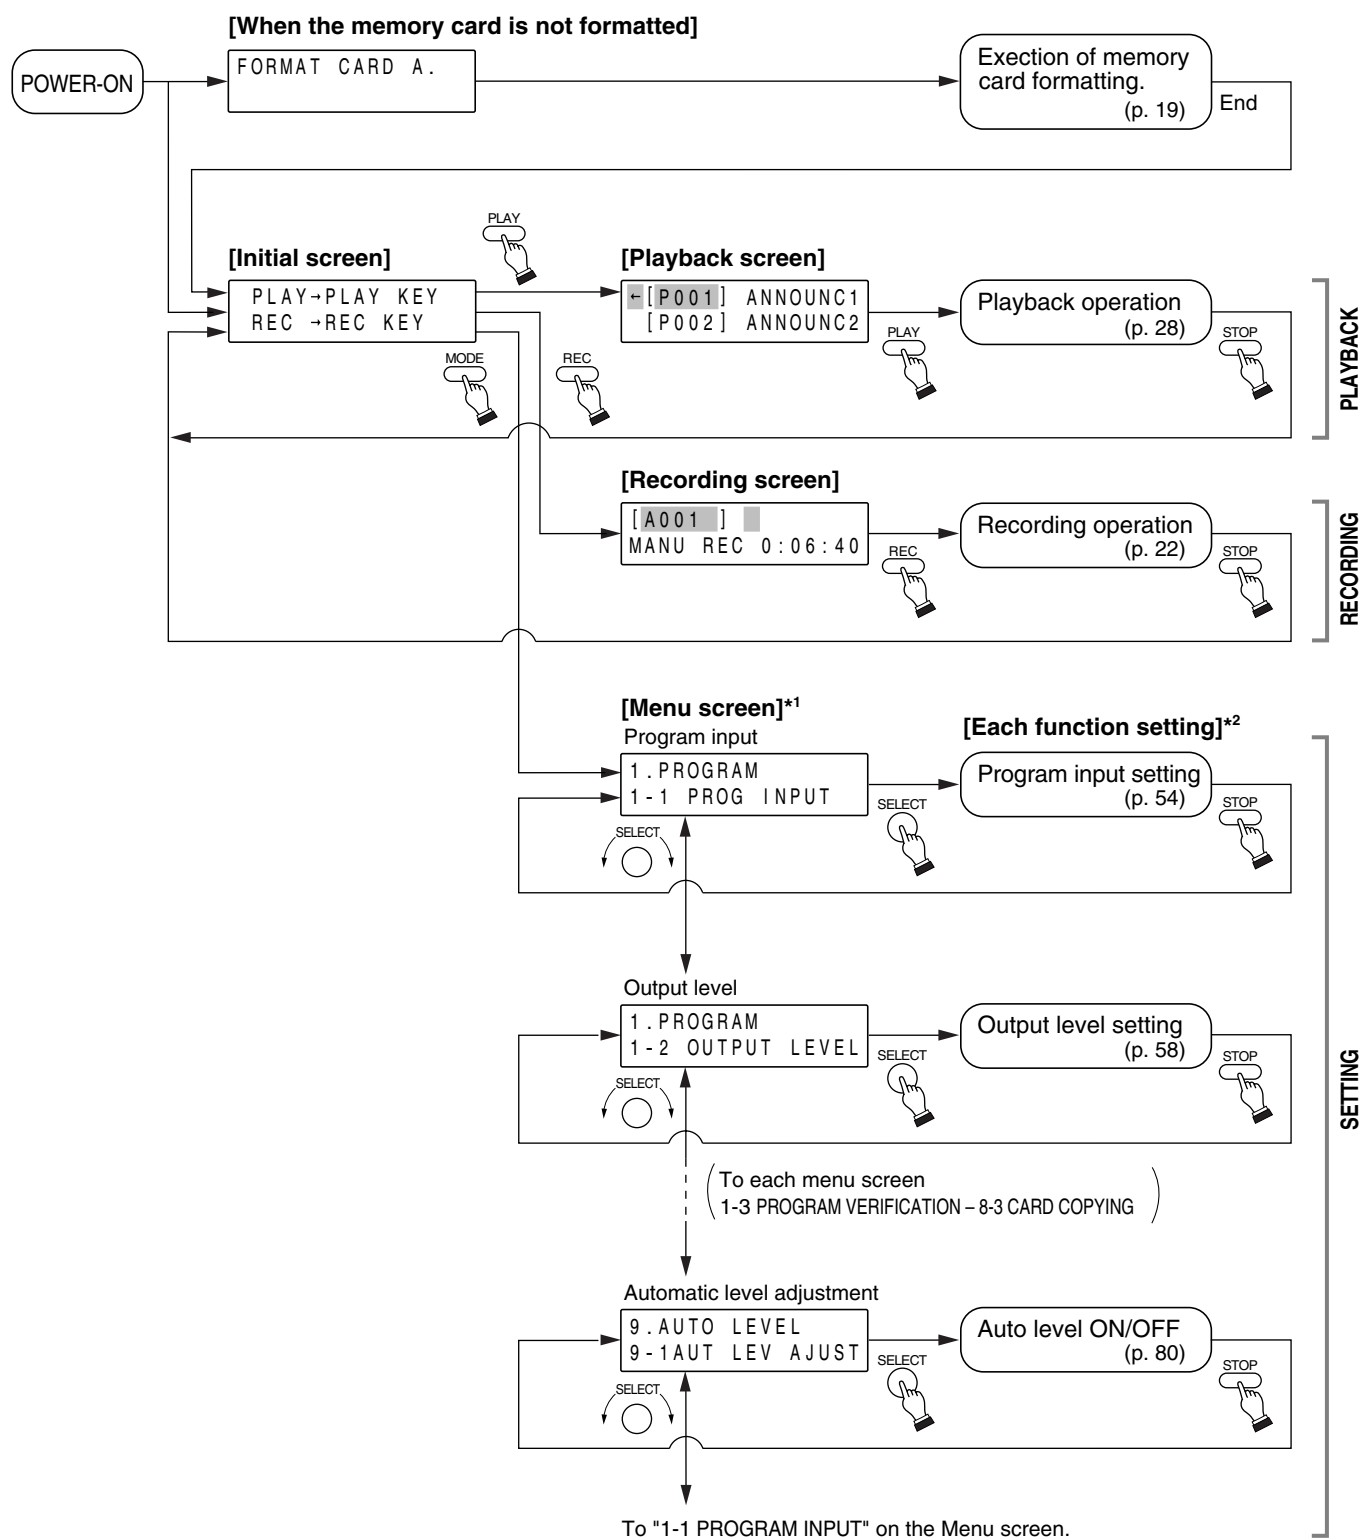 [When the memory card is not formatted]
POWER-ON
FORMAT CARD A.
Exection of memory
card formatting.
(p. 19)
End
PLAY
[Initial screen]
PLAY→PLAY KEY
REC →REC KEY
MODE
REC
[Playback screen]
←[P001] ANNOUNC1
[P002] ANNOUNC2
PLAY
Playback operation
(p. 28)
STOP
PLAYBACK
[Recording screen]
[A001 ]
MANU REC 0:06:40
REC
Recording operation
(p. 22)
STOP
RECORDING
[Menu screen]*1
Program input
1.PROGRAM
1-1 PROG INPUT
SELECT
SELECT
[Each function setting]*2
Program input setting
(p. 54)
STOP
Output level
1.PROGRAM
1-2 OUTPUT LEVEL
SELECT
SELECT
Output level setting
(p. 58)
STOP
SETTING
To each menu screen
1-3 PROGRAM VERIFICATION – 8-3 CARD COPYING
Automatic level adjustment
9.AUTO LEVEL
9-1AUT LEV AJUST
SELECT
SELECT
Auto level ON/OFF
(p. 80)
STOP
To "1-1 PROGRAM INPUT" on the Menu screen.